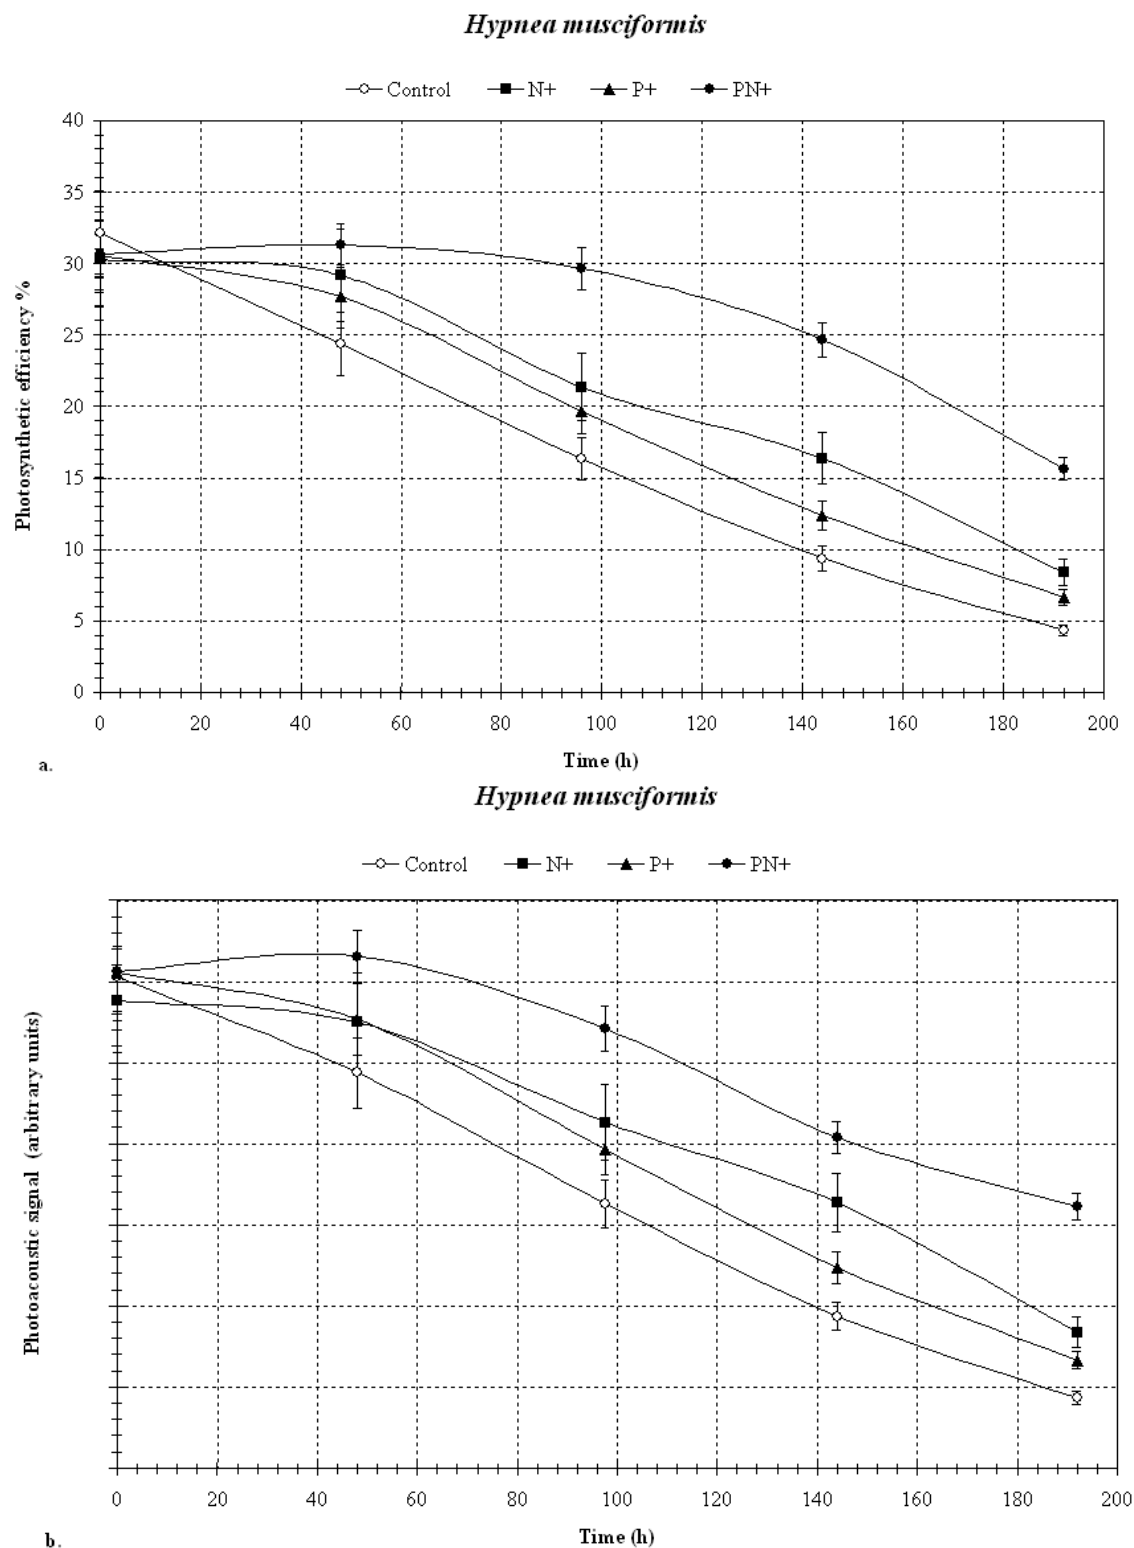 Hypnea musciformis
Control N+ P+ PN+
40
35
30
25
20
15
10
5
0
Photosynthetic efficiency %
0 20 40 60 80 100 120 140 160 180 200
Time (h)
a.
Hypnea musciformis
Control N+ P+ PN+
Photoacoustic signal (arbitrary units)
0 20 40 60 80 100 120 140 160 180 200
Time (h)
b.